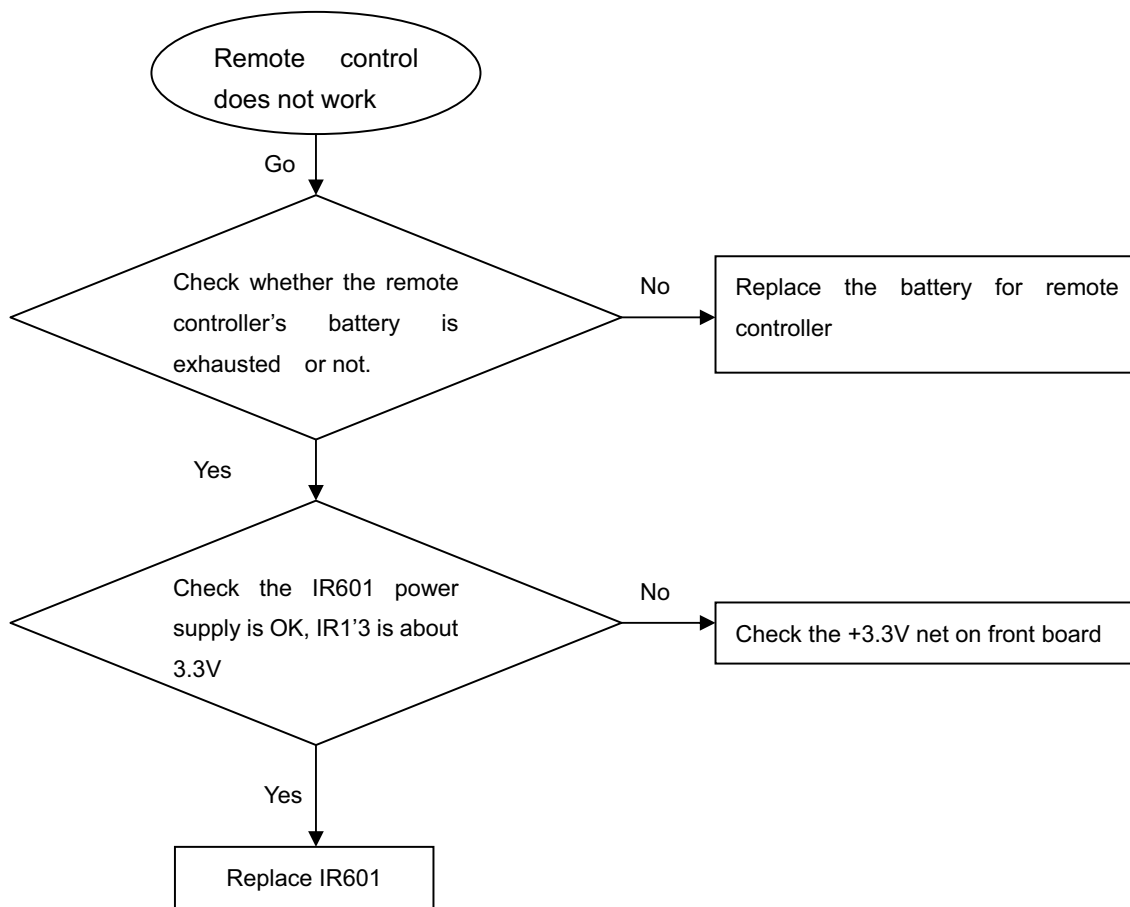 Remote control
does not work
Go
Check whether the remote
controller’s battery is
exhausted or not.
No
Replace the battery for remote
controller
Yes
Check the IR601 power
supply is OK, IR1’3 is about
3.3V
No
Check the +3.3V net on front board
Yes
Replace IR601